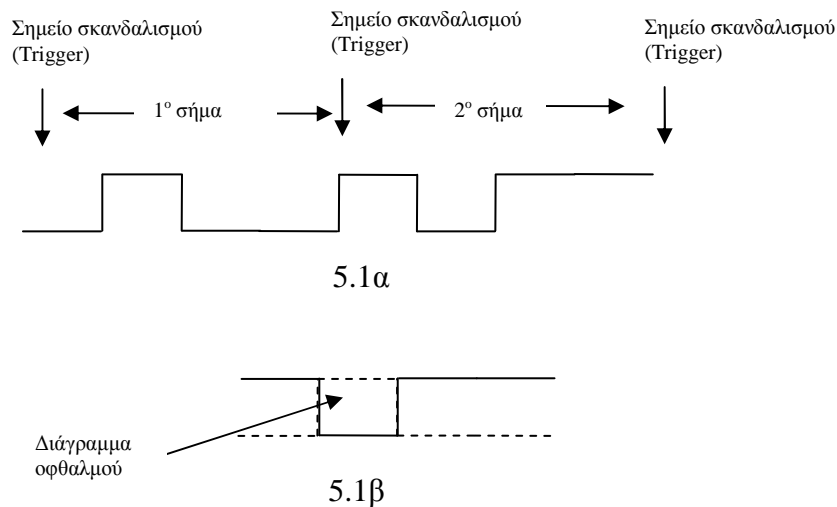 Σημείο σκανδαλισμού
(Trigger)
Σημείο σκανδαλισμού
(Trigger)
Σημείο σκανδαλισμού
(Trigger)
1ο σήμα
2ο σήμα
5.1α
Διάγραμμα
οφθαλμού
5.1β